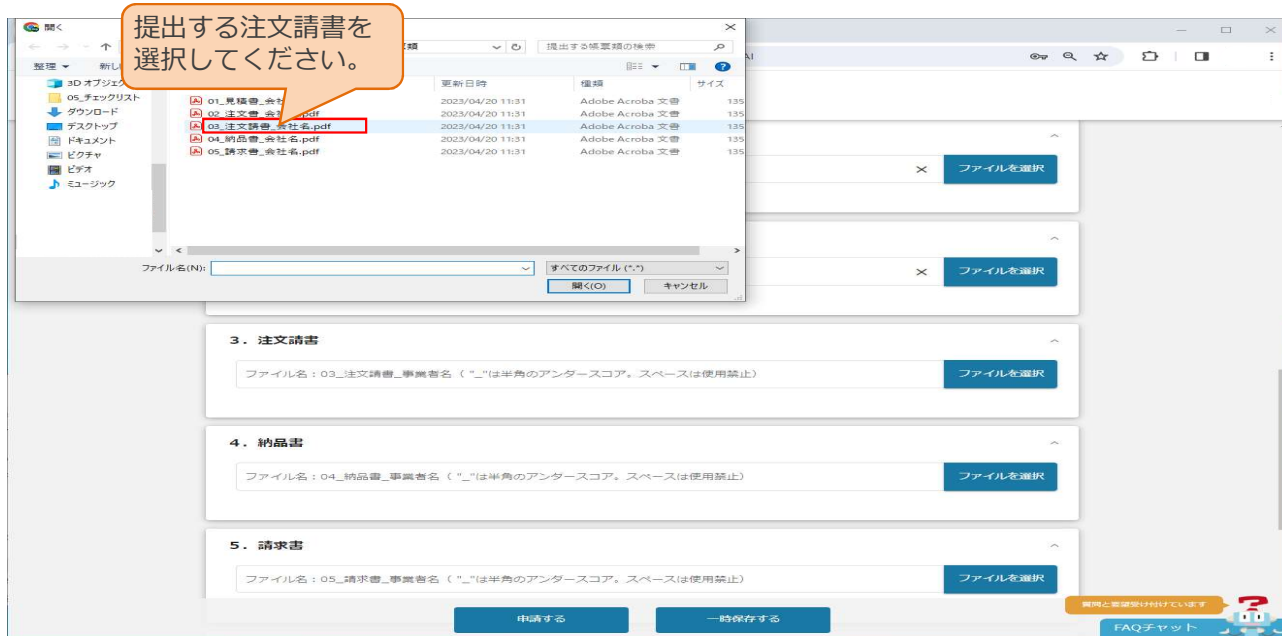 開く
提出する注文請書を
選択してください。
提出する帳票類の検索
整理
3D オブジェク
05_チェックリスト
ダウンロード
デスクトップ
ドキュメント
ピクチャ
ビデオ
ミュージック
更新日時 種類 サイズ
01_見積書_会社 2023/04/20 11:31 Adobe Acroba 文書 135
02_注文書_会社名.pdf 2023/04/20 11:31 Adobe Acroba 文書 135
03_注文請書_会社名.pdf 2023/04/20 11:31 Adobe Acroba 文書 135
04_納品書_会社名.pdf 2023/04/20 11:31 Adobe Acroba 文書 135
05_請求書_会社名.pdf 2023/04/20 11:31 Adobe Acroba 文書 135
ファイル名(N): すべてのファイル (*.*)
開く(O) キャンセル
ファイルを選択
ファイルを選択
3. 注文請書
ファイル名:03_注文請書_事業者名( "_"は半角のアンダースコア。スペースは使用禁止) ファイルを選択
4. 納品書
ファイル名:04_納品書_事業者名( "_"は半角のアンダースコア。スペースは使用禁止) ファイルを選択
5. 請求書
ファイル名:05_請求書_事業者名( "_"は半角のアンダースコア。スペースは使用禁止) ファイルを選択
申請する 一時保存する
質問と要望受け付けています
FAQチャット